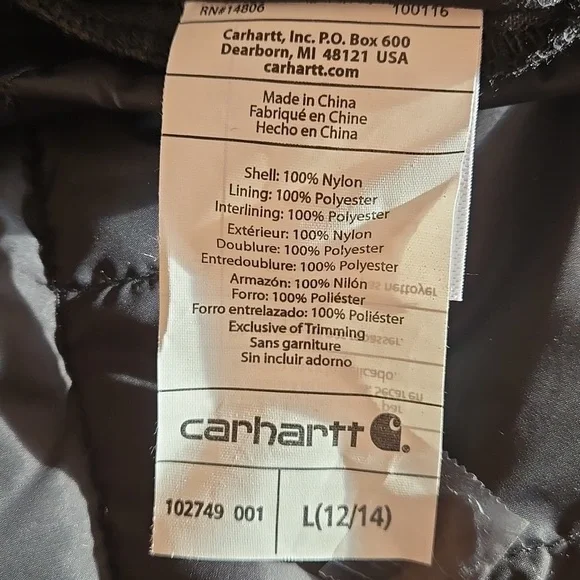 RN#14806 100116
Carhartt, Inc. P.O. Box 600
Dearborn, MI 48121 USA
carhartt.com
Made in China
Fabriqué en Chine
Hecho en China
Shell: 100% Nylon
Lining: 100% Polyester
Interlining: 100% Polyester
Extérieur: 100% Nylon
Doublure: 100% Polyester
Entredoublure: 100% Polyester
Armazón: 100% Nilón
Forro: 100% Poliéster
Forro entrelazado: 100% Poliéster
Exclusive of Trimming
Sans garniture
Sin incluir adorno
carhartt
102749 001 L(12/14)